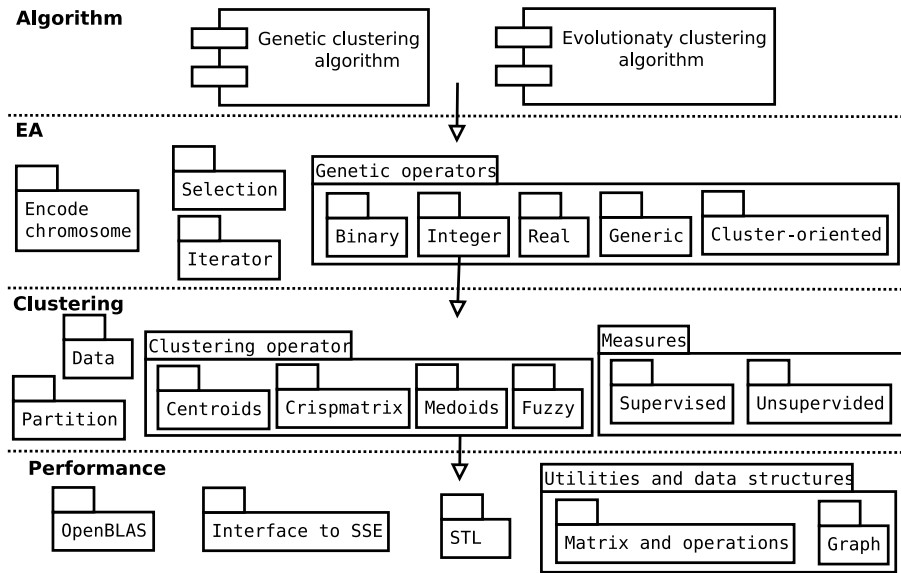 Algorithm
Genetic clustering
algorithm
Evolutionaty clustering
algorithm
EA
Encode
chromosome
Selection
Iterator
Genetic operators
Binary
Integer
Real
Generic
Cluster-oriented
Clustering
Data
Partition
Clustering operator
Centroids
Crispmatrix
Medoids
Fuzzy
Measures
Supervised
Unsupervided
Performance
OpenBLAS
Interface to SSE
STL
Utilities and data structures
Matrix and operations
Graph